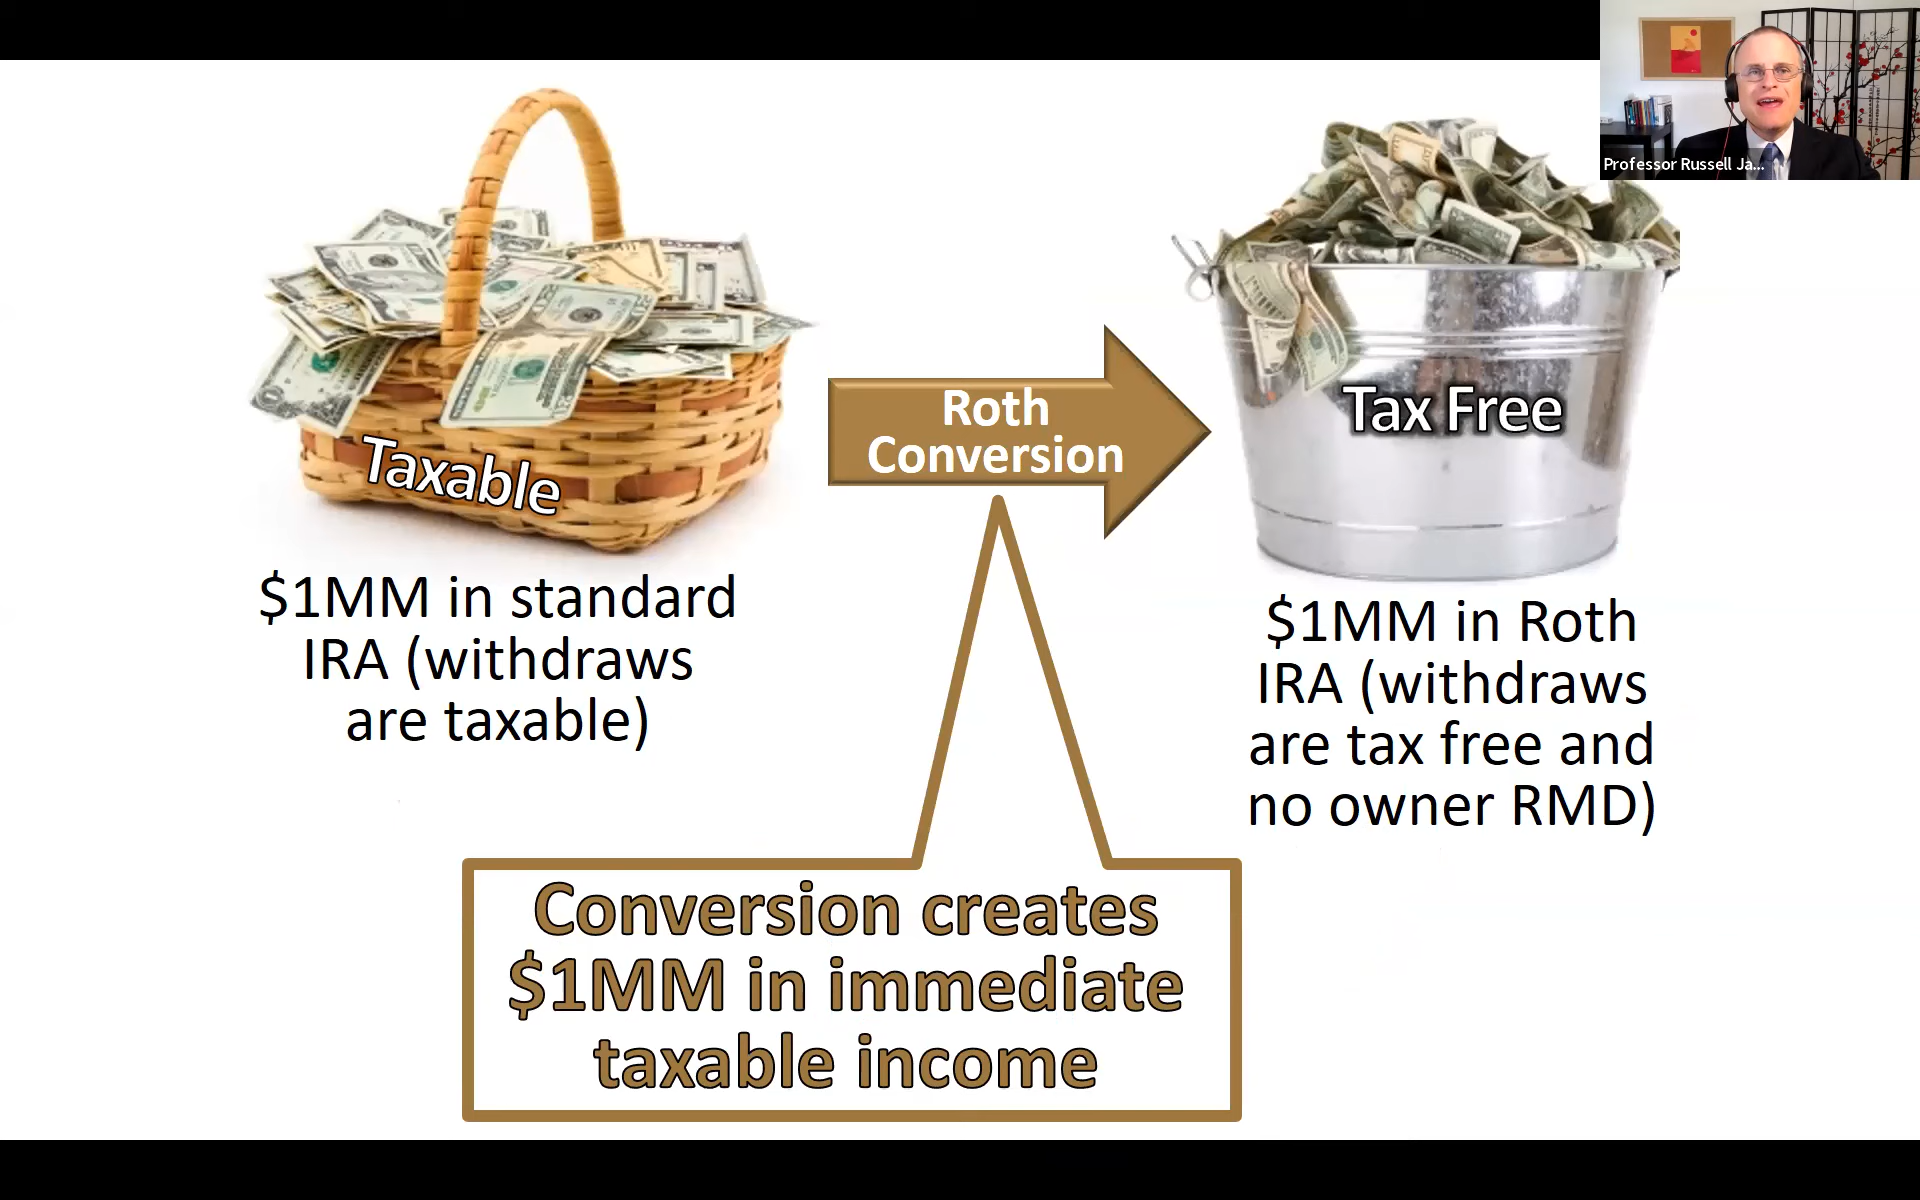 Professor Russell Ja...
Taxable
Roth
Conversion
Tax Free
$1MM in standard
IRA (withdraws
are taxable)
$1MM in Roth
IRA (withdraws
are tax free and
no owner RMD)
Conversion creates
$1MM in immediate
taxable income